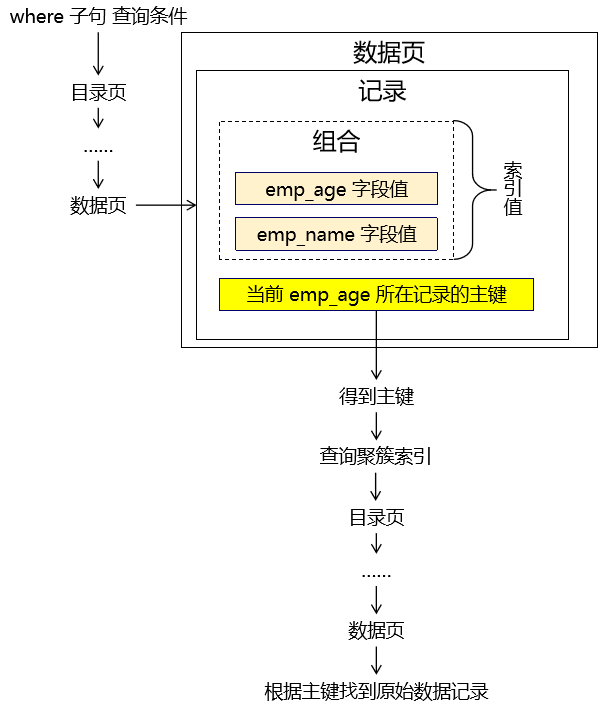 where 子句 查询条件
目录页
......
数据页
数据页
记录
组合
emp_age 字段值
emp_name 字段值
索引值
当前 emp_age 所在记录的主键
得到主键
查询聚簇索引
目录页
......
数据页
根据主键找到原始数据记录